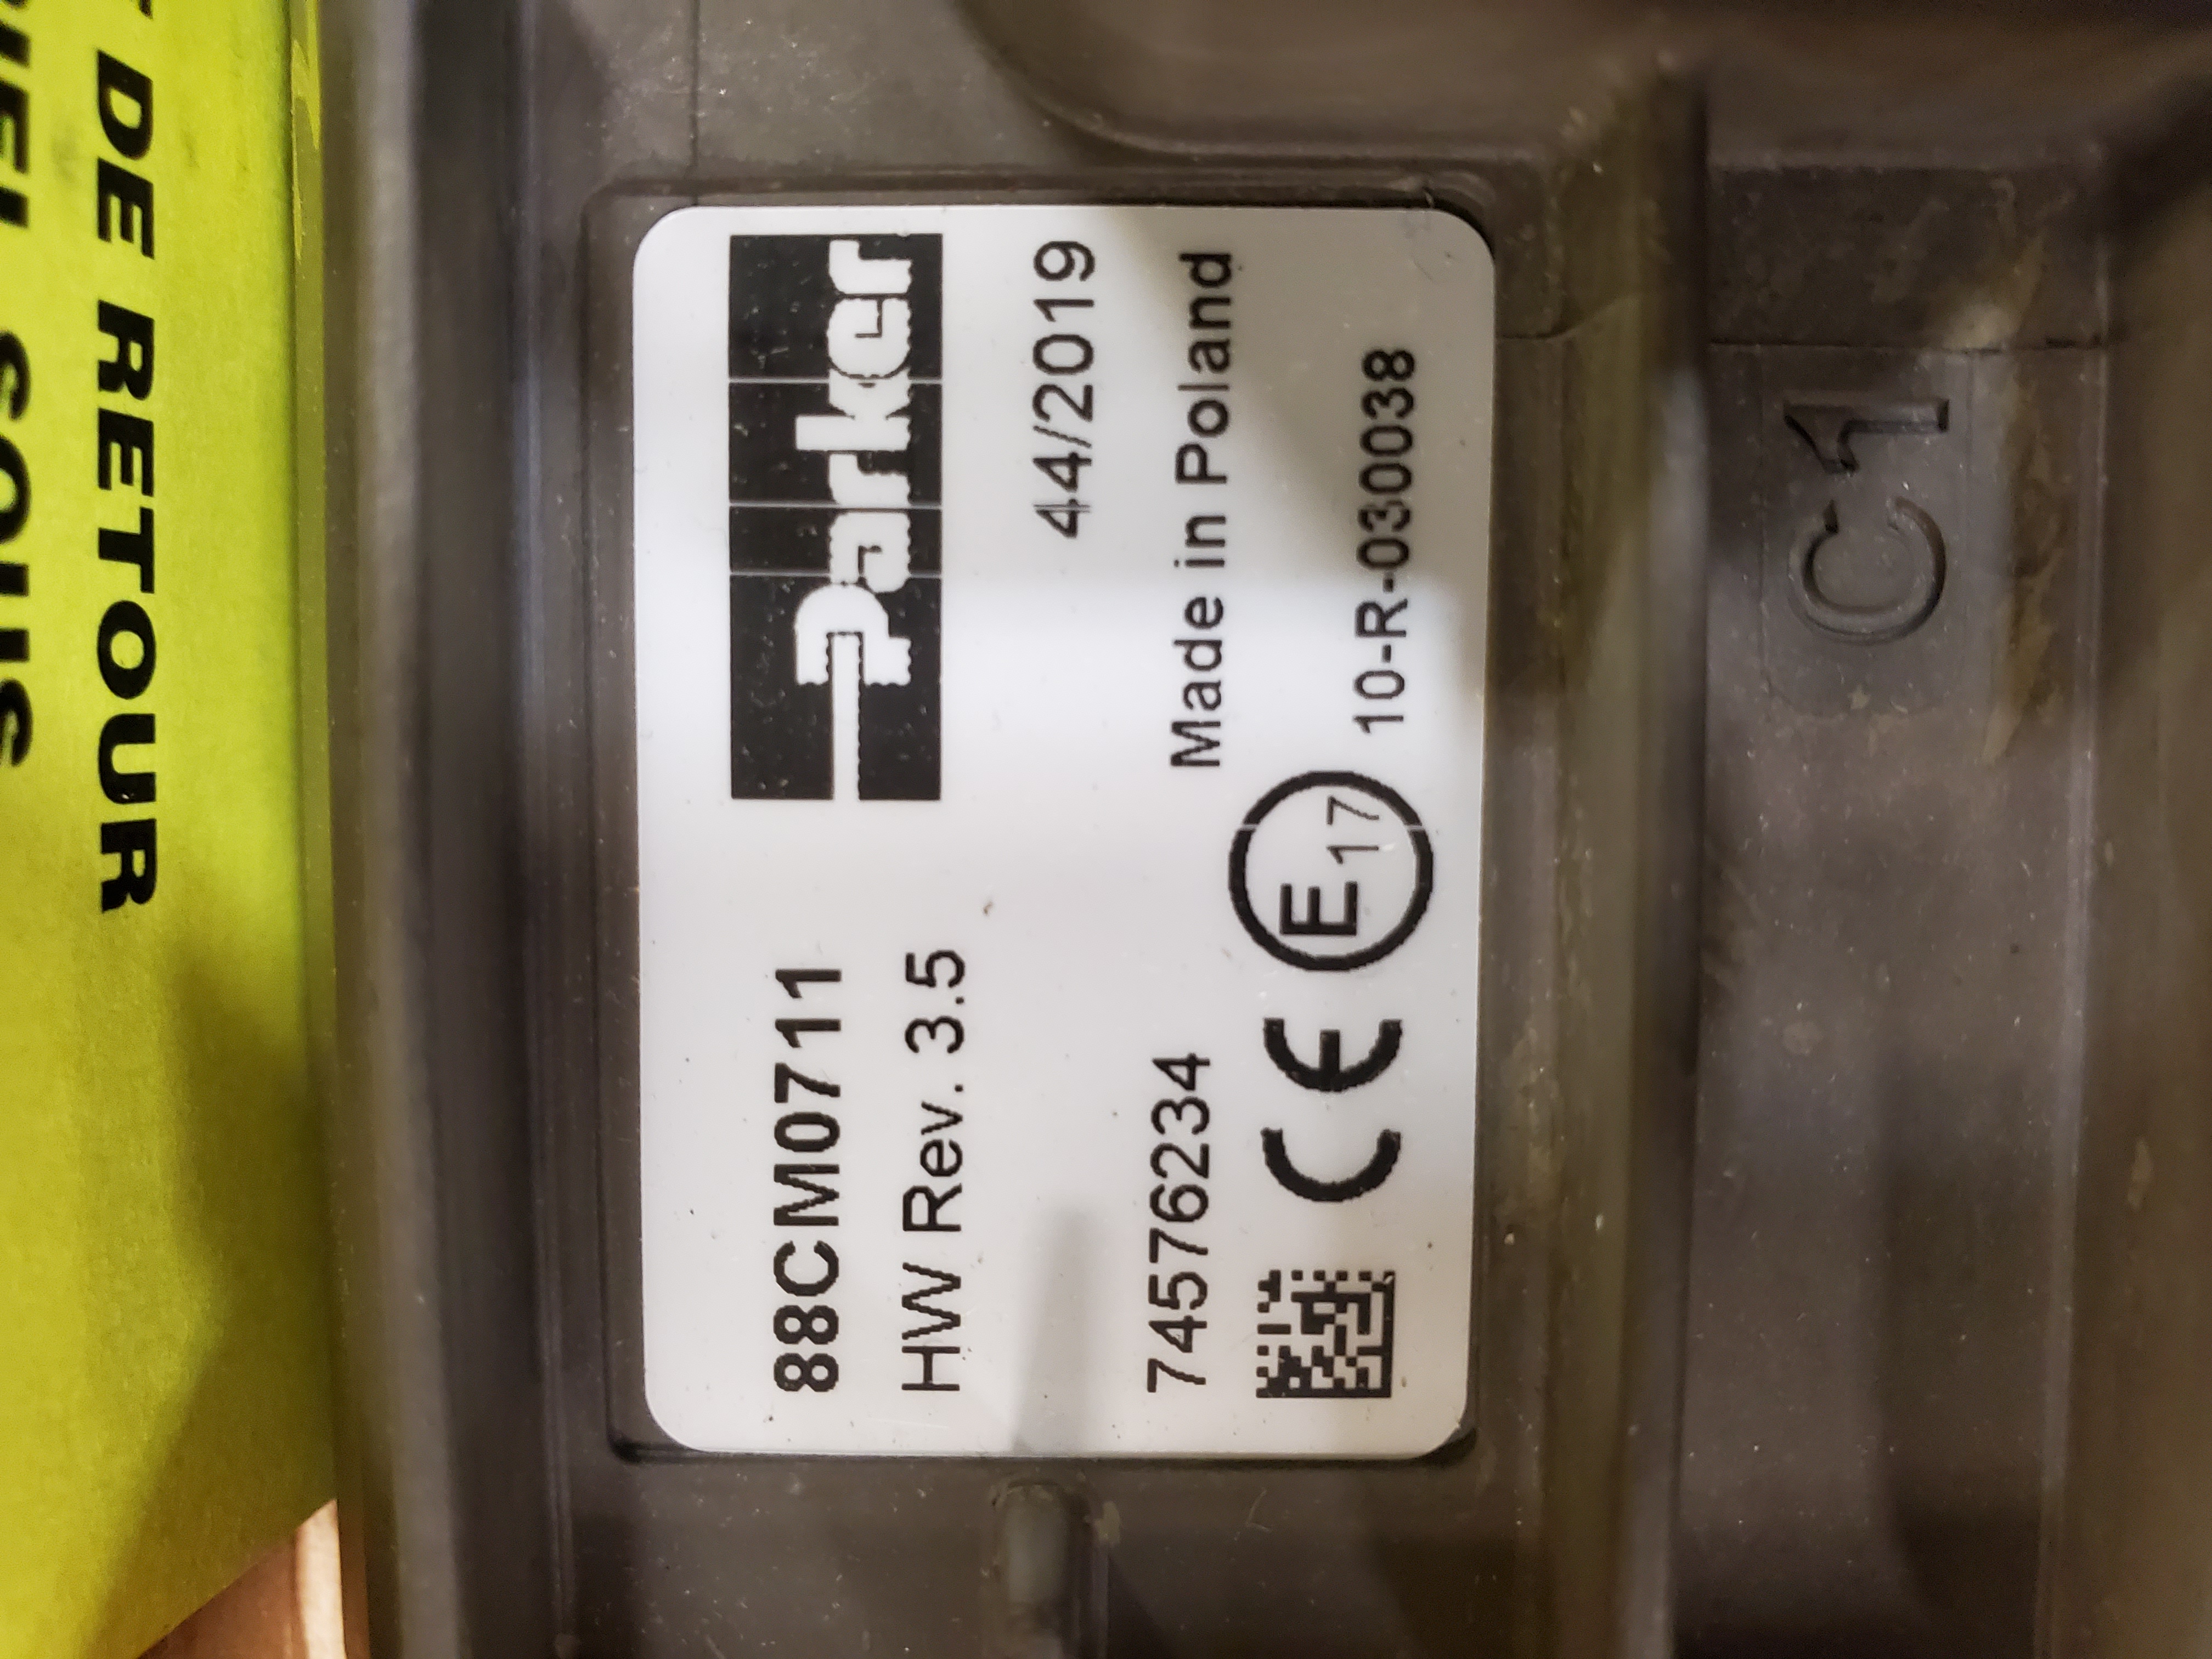 88CM0711
Parker
HW Rev. 3.5
44/2019
74576234
Made in Poland
CE
E17
10-R-030038
C1
DE RETOUR
SOUS